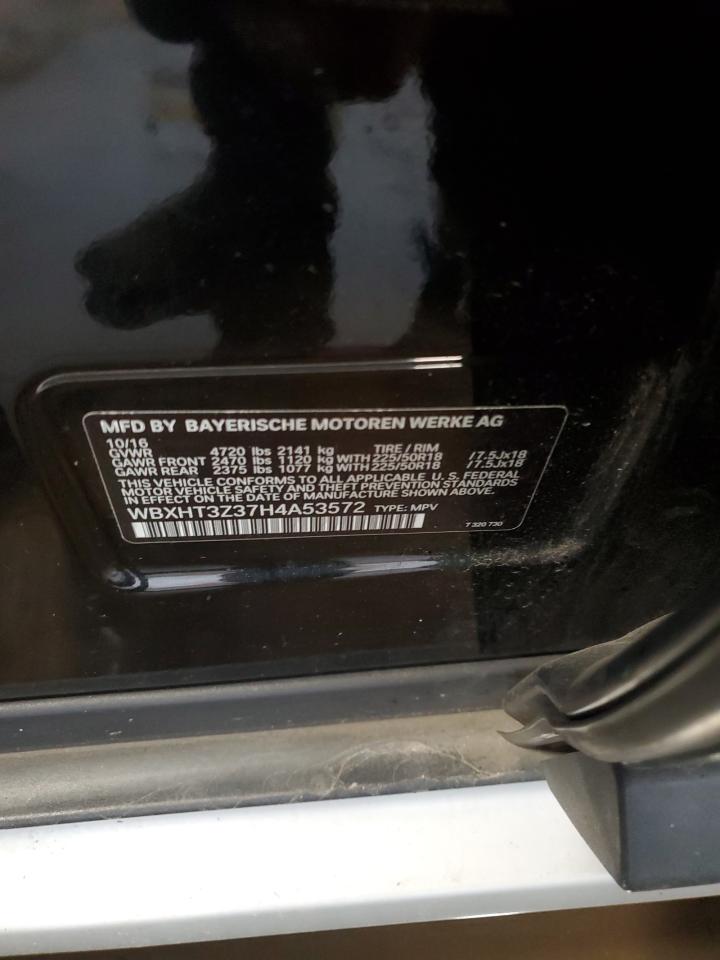 MFD BY BAYERISCHE MOTOREN WERKE AG
10/16 TIRE / RIM
GVWR 4720 lbs 2141 kg
GAWR FRONT 2470 lbs 1120 kg WITH 225/50R18 /7.5Jx18
GAWR REAR 2375 lbs 1077 kg WITH 225/50R18 /7.5Jx18
THIS VEHICLE CONFORMS TO ALL APPLICABLE U. S. FEDERAL
MOTOR VEHICLE SAFETY AND THEFT PREVENTION STANDARDS
IN EFFECT ON THE DATE OF MANUFACTURE SHOWN ABOVE.
WBXHT3Z37H4A53572 TYPE: MPV
7 320 730